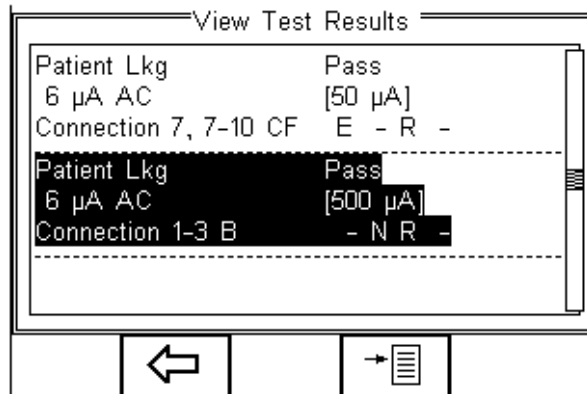 View Test Results
Patient Lkg Pass
6 µA AC [50 µA]
Connection 7, 7-10 CF E - R -
Patient Lkg Pass
6 µA AC [500 µA]
Connection 1-3 B - N R -